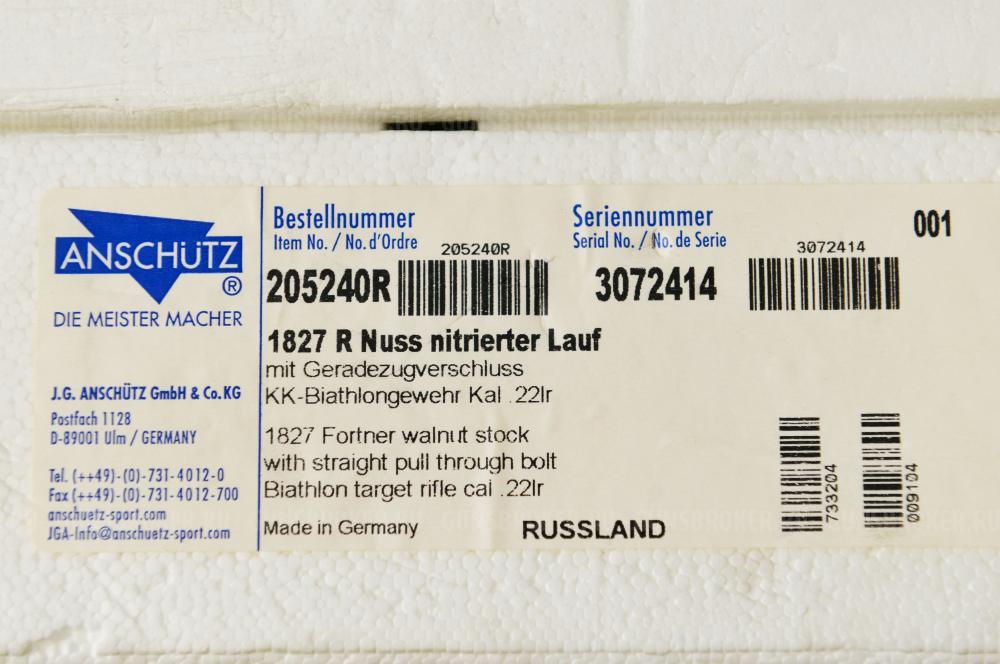 ANSCHÜTZ
®
DIE MEISTER MACHER
J.G. ANSCHÜTZ GmbH & Co.KG
Postfach 1128
D-89001 Ulm / GERMANY
Tel. (++49)-(0)-731-4012-0
Fax (++49)-(0)-731-4012-700
anschuetz-sport.com
JGA-Info@anschuetz-sport.com
Bestellnummer
Item No. / No. d'Ordre
205240R
205240R
Seriennummer
Serial No. / No. de Serie
3072414
3072414
001
1827 R Nuss nitrierter Lauf
mit Geradezugverschluss
KK-Biathlongewehr Kal .22lr
1827 Fortner walnut stock
with straight pull through bolt
Biathlon target rifle cal .22lr
Made in Germany
RUSSLAND
733204
009104